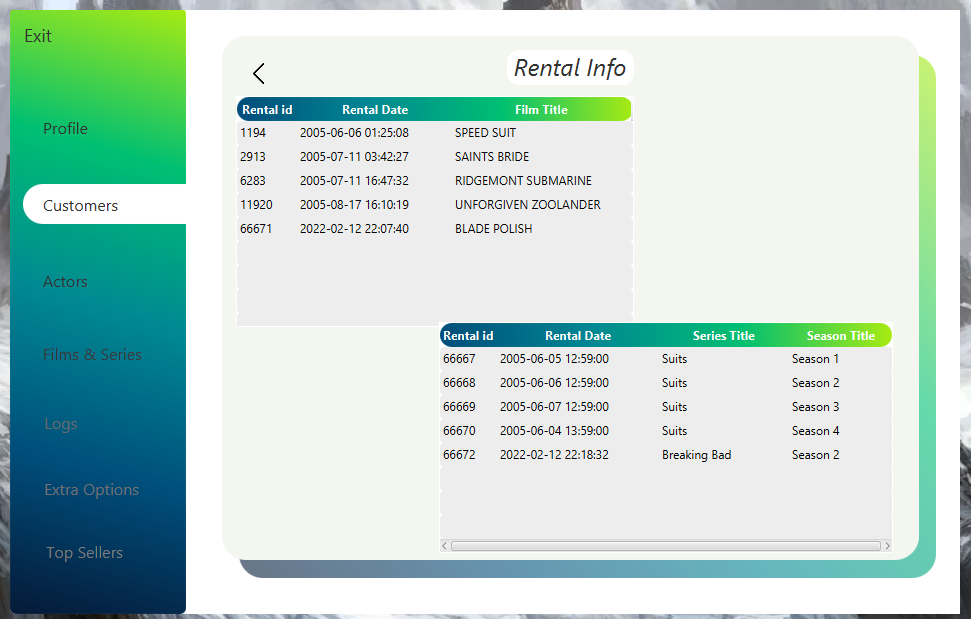 Exit
Profile
Customers
Actors
Films & Series
Logs
Extra Options
Top Sellers
Rental Info
Rental id Rental Date Film Title
1194 2005-06-06 01:25:08 SPEED SUIT
2913 2005-07-11 03:42:27 SAINTS BRIDE
6283 2005-07-11 16:47:32 RIDGEMONT SUBMARINE
11920 2005-08-17 16:10:19 UNFORGIVEN ZOOLANDER
66671 2022-02-12 22:07:40 BLADE POLISH
Rental id Rental Date Series Title Season Title
66667 2005-06-05 12:59:00 Suits Season 1
66668 2005-06-06 12:59:00 Suits Season 2
66669 2005-06-07 12:59:00 Suits Season 3
66670 2005-06-04 13:59:00 Suits Season 4
66672 2022-02-12 22:18:32 Breaking Bad Season 2